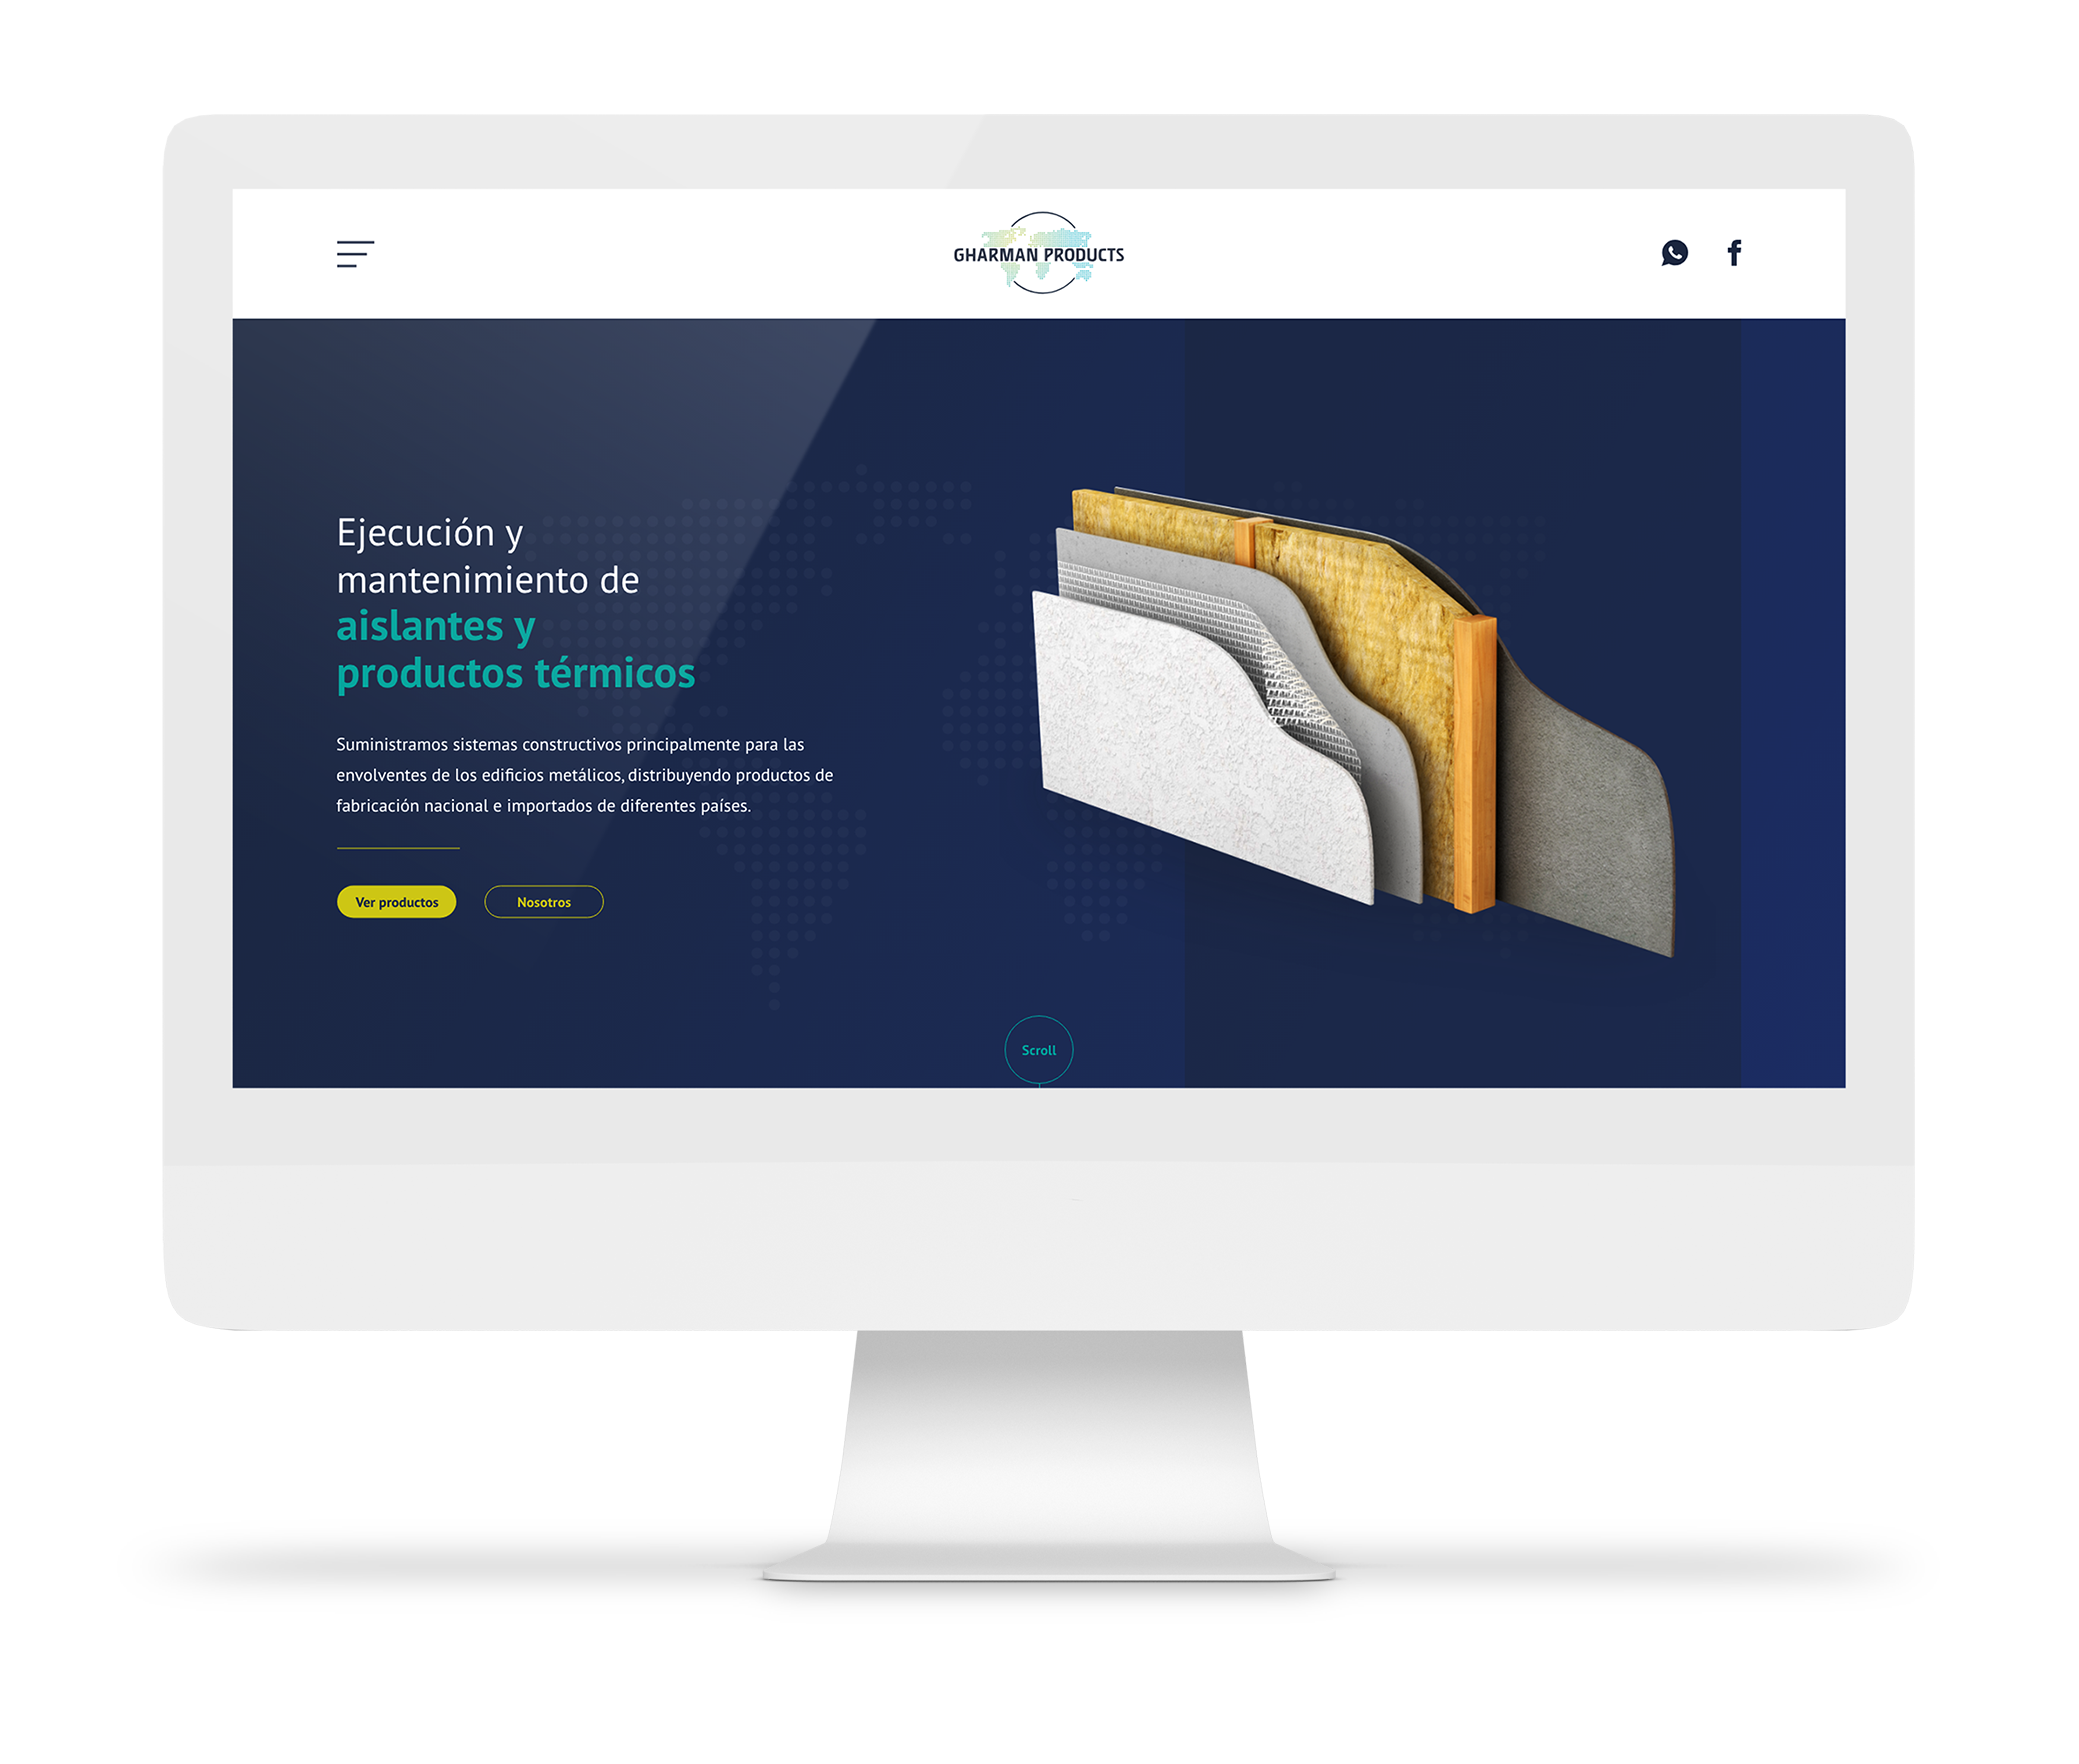 GHARMAN PRODUCTS
Ejecución y
mantenimiento de
aislantes y
productos térmicos
Suministramos sistemas constructivos principalmente para las
envolventes de los edificios metálicos, distribuyendo productos de
fabricación nacional e importados de diferentes países.
Ver productos
Nosotros
Scroll